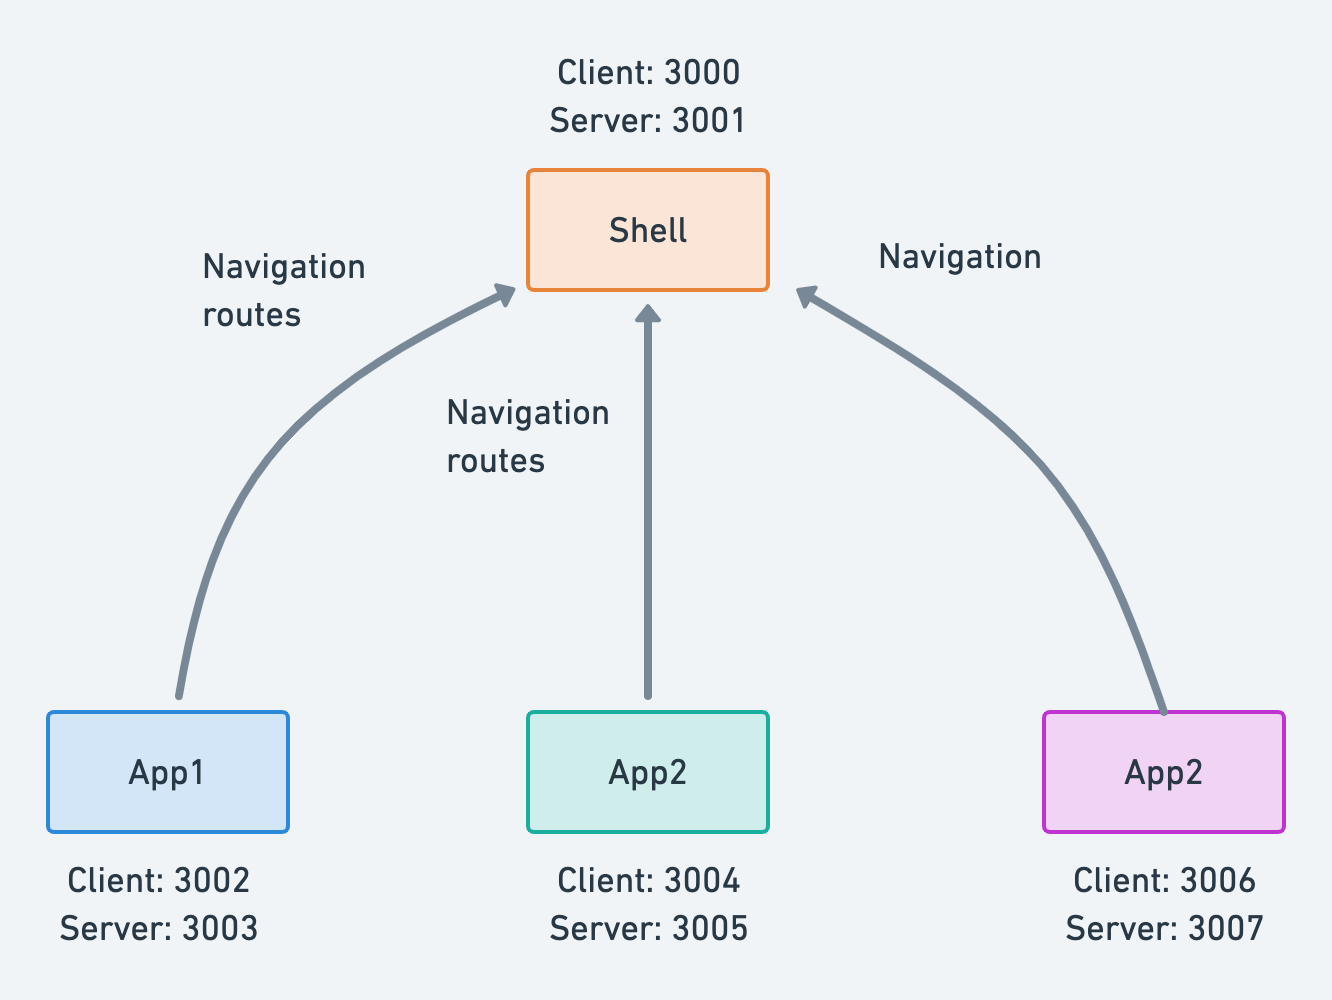 Client: 3000
Server: 3001
Shell
Navigation
routes
Navigation
Navigation
routes
App1
App2
App2
Client: 3002
Server: 3003
Client: 3004
Server: 3005
Client: 3006
Server: 3007